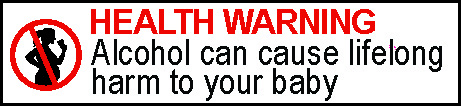 HEALTH WARNING
Alcohol can cause lifelong
harm to your baby